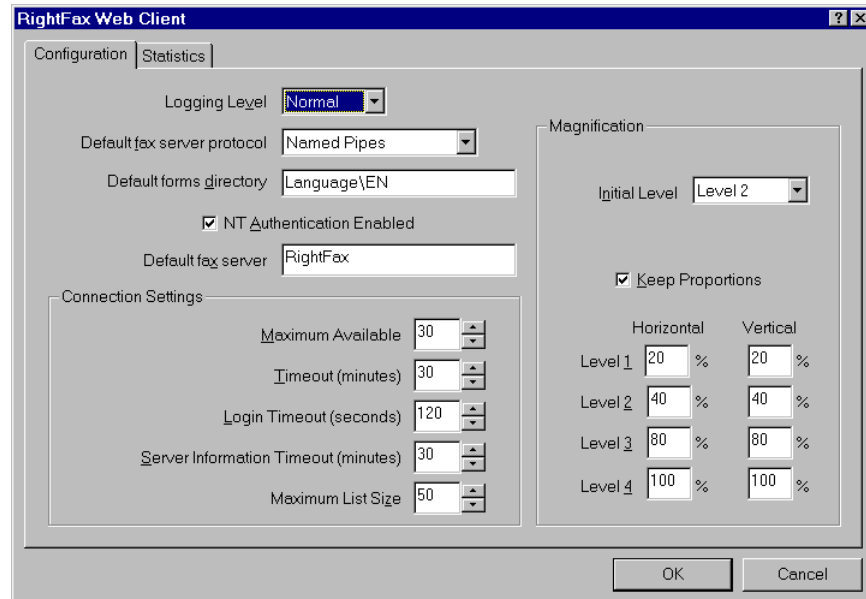 RightFax Web Client
Configuration
Statistics
Logging Level
Normal
Default fax server protocol
Named Pipes
Default forms directory
Language\EN
NT Authentication Enabled
Default fax server
RightFax
Connection Settings
Maximum Available
30
Timeout (minutes)
30
Login Timeout (seconds)
120
Server Information Timeout (minutes)
30
Maximum List Size
50
Magnification
Initial Level
Level 2
Keep Proportions
Horizontal Vertical
Level 1 20 % 20 %
Level 2 40 % 40 %
Level 3 80 % 80 %
Level 4 100 % 100 %
OK
Cancel